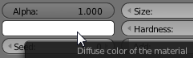 Alpha: 1.000
Size:
Hardness:
Diffuse color of the material